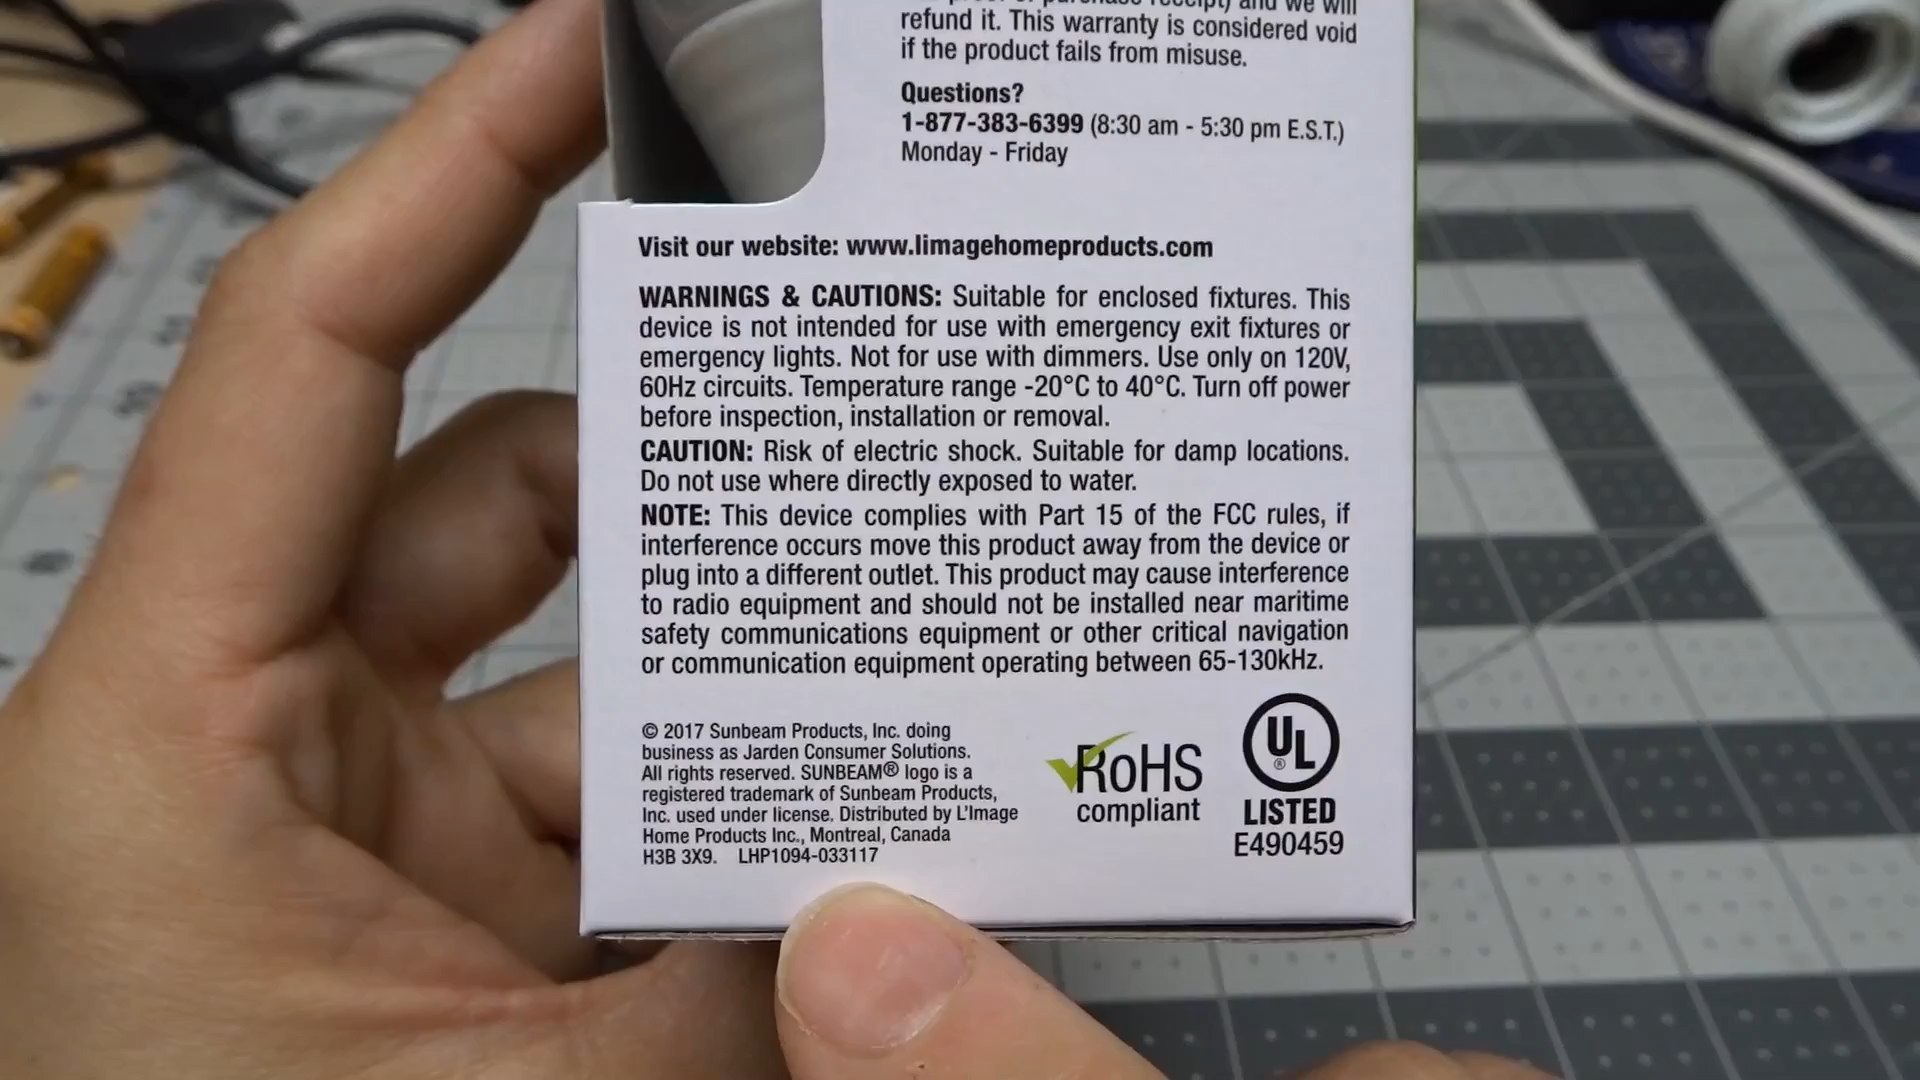 and we will
refund it. This warranty is considered void
if the product fails from misuse.
Questions?
1-877-383-6399 (8:30 am - 5:30 pm E.S.T.)
Monday - Friday
Visit our website: www.limagehomeproducts.com
WARNINGS & CAUTIONS: Suitable for enclosed fixtures. This
device is not intended for use with emergency exit fixtures or
emergency lights. Not for use with dimmers. Use only on 120V,
60Hz circuits. Temperature range -20°C to 40°C. Turn off power
before inspection, installation or removal.
CAUTION: Risk of electric shock. Suitable for damp locations.
Do not use where directly exposed to water.
NOTE: This device complies with Part 15 of the FCC rules, if
interference occurs move this product away from the device or
plug into a different outlet. This product may cause interference
to radio equipment and should not be installed near maritime
safety communications equipment or other critical navigation
or communication equipment operating between 65-130kHz.
© 2017 Sunbeam Products, Inc. doing
business as Jarden Consumer Solutions.
All rights reserved. SUNBEAM® logo is a
registered trademark of Sunbeam Products,
Inc. used under license. Distributed by L'Image
Home Products Inc., Montreal, Canada
H3B 3X9. LHP1094-033117
RoHS
compliant
UL ®
LISTED
E490459